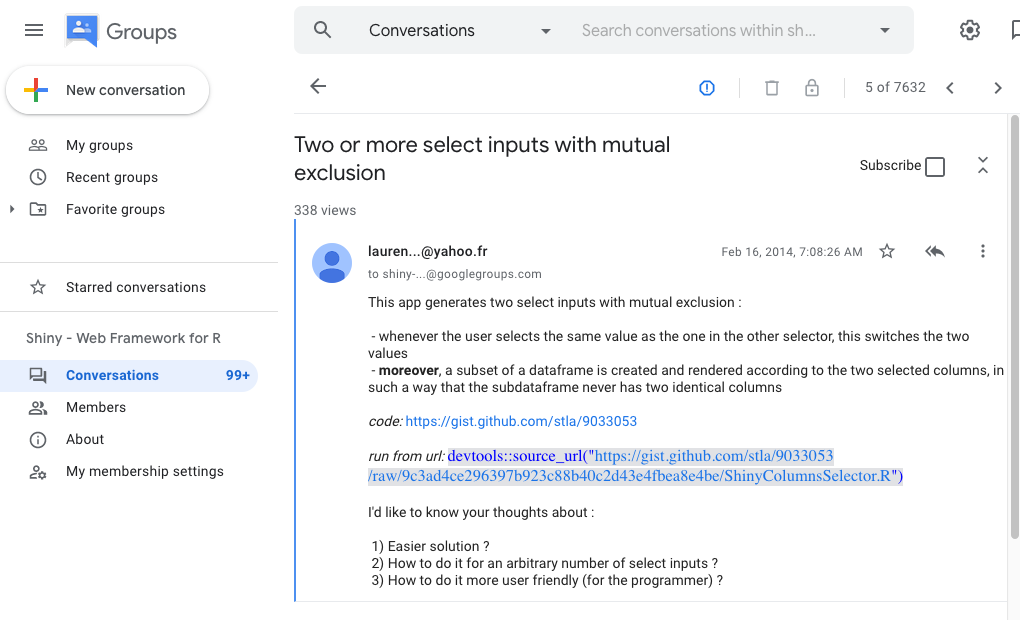 Groups
Conversations
Search conversations within sh...
New conversation
5 of 7632
My groups
Recent groups
Favorite groups
Starred conversations
Shiny - Web Framework for R
Conversations 99+
Members
About
My membership settings
Two or more select inputs with mutual
exclusion
Subscribe
338 views
lauren...@yahoo.fr
Feb 16, 2014, 7:08:26 AM
to shiny-...@googlegroups.com
This app generates two select inputs with mutual exclusion :
- whenever the user selects the same value as the one in the other selector, this switches the two
values
- moreover, a subset of a dataframe is created and rendered according to the two selected columns, in
such a way that the subdataframe never has two identical columns
code: https://gist.github.com/stla/9033053
run from url: devtools::source_url("https://gist.github.com/stla/9033053
/raw/9c3ad4ce296397b923c88b40c2d43e4fbea8e4be/ShinyColumnsSelector.R")
I'd like to know your thoughts about :
1) Easier solution ?
2) How to do it for an arbitrary number of select inputs ?
3) How to do it more user friendly (for the programmer) ?